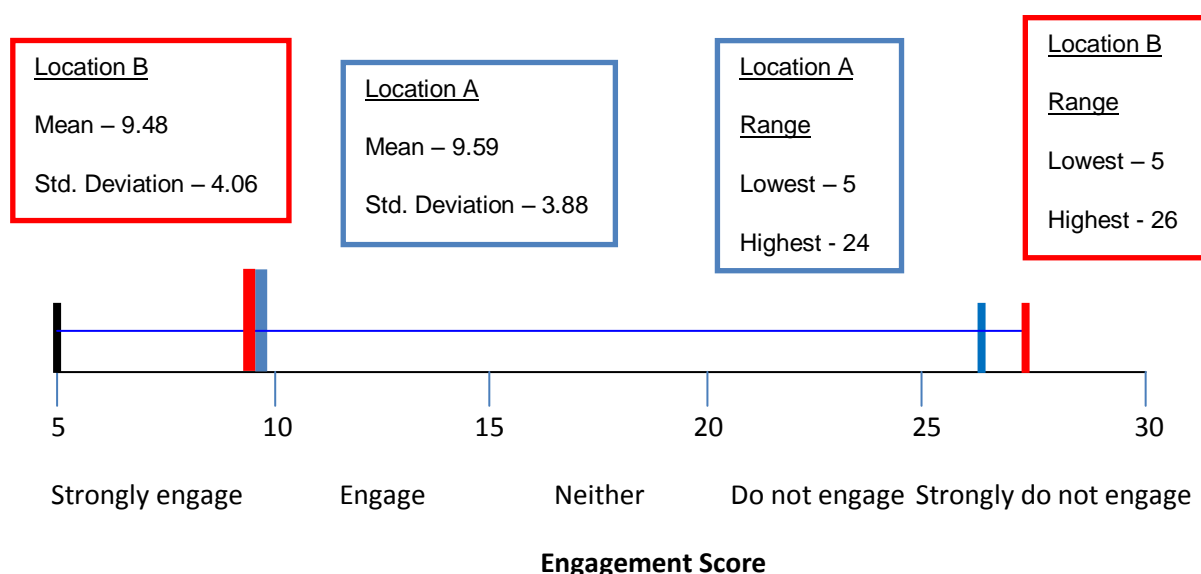 Location B
Mean – 9.48
Std. Deviation – 4.06
Location A
Mean – 9.59
Std. Deviation – 3.88
Location A
Range
Lowest – 5
Highest - 24
Location B
Range
Lowest – 5
Highest - 26
5 10 15 20 25 30
Strongly engage Engage Neither Do not engage Strongly do not engage
Engagement Score